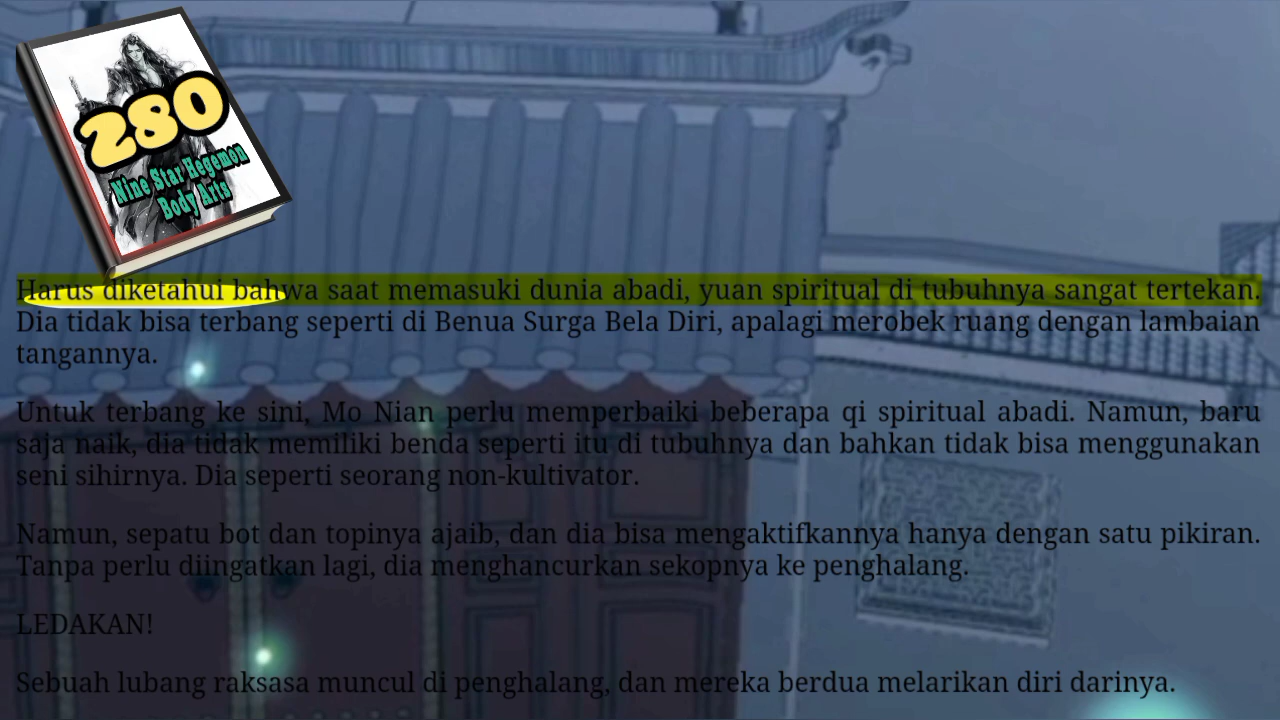 280
Nine Star Hegemon
Body Arts
Harus diketahui bahwa saat memasuki dunia abadi, yuan spiritual di tubuhnya sangat tertekan.
Dia tidak bisa terbang seperti di Benua Surga Bela Diri, apalagi merobek ruang dengan lambaian
tangannya.
Untuk terbang ke sini, Mo Nian perlu memperbaiki beberapa qi spiritual abadi. Namun, baru
saja naik, dia tidak memiliki benda seperti itu di tubuhnya dan bahkan tidak bisa menggunakan
seni sihirnya. Dia seperti seorang non-kultivator.
Namun, sepatu bot dan topinya ajaib, dan dia bisa mengaktifkannya hanya dengan satu pikiran.
Tanpa perlu diingatkan lagi, dia menghancurkan sekopnya ke penghalang.
LEDAKAN!
Sebuah lubang raksasa muncul di penghalang, dan mereka berdua melarikan diri darinya.